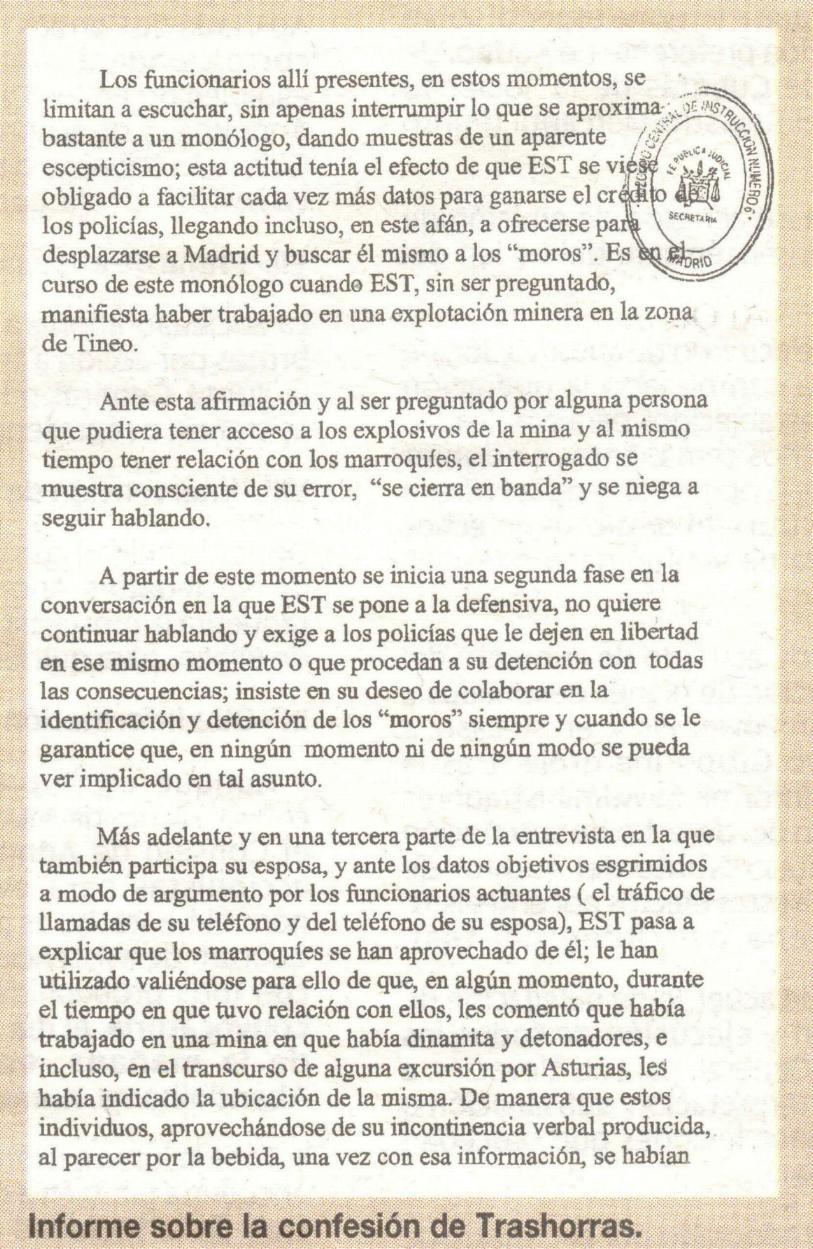 Los funcionarios allí presentes, en estos momentos, se
limitan a escuchar, sin apenas interrumpir lo que se aproxima
bastante a un monólogo, dando muestras de un aparente
escepticismo; esta actitud tenía el efecto de que EST se viese
obligado a facilitar cada vez más datos para ganarse el crédito de
los policías, llegando incluso, en este afán, a ofrecerse para
desplazarse a Madrid y buscar él mismo a los “moros”. Es en el
curso de este monólogo cuando EST, sin ser preguntado,
manifiesta haber trabajado en una explotación minera en la zona
de Tineo.
Ante esta afirmación y al ser preguntado por alguna persona
que pudiera tener acceso a los explosivos de la mina y al mismo
tiempo tener relación con los marroquíes, el interrogado se
muestra consciente de su error, “se cierra en banda” y se niega a
seguir hablando.
A partir de este momento se inicia una segunda fase en la
conversación en la que EST se pone a la defensiva, no quiere
continuar hablando y exige a los policías que le dejen en libertad
en ese mismo momento o que procedan a su detención con todas
las consecuencias; insiste en su deseo de colaborar en la
identificación y detención de los “moros” siempre y cuando se le
garantice que, en ningún momento ni de ningún modo se pueda
ver implicado en tal asunto.
Más adelante y en una tercera parte de la entrevista en la que
también participa su esposa, y ante los datos objetivos esgrimidos
a modo de argumento por los funcionarios actuantes ( el tráfico de
llamadas de su teléfono y del teléfono de su esposa), EST pasa a
explicar que los marroquíes se han aprovechado de él; le han
utilizado valiéndose para ello de que, en algún momento, durante
el tiempo en que tuvo relación con ellos, les comentó que había
trabajado en una mina en que había dinamita y detonadores, e
incluso, en el transcurso de alguna excursión por Asturias, les
había indicado la ubicación de la misma. De manera que estos
individuos, aprovechándose de su incontinencia verbal producida,
al parecer por la bebida, una vez con esa información, se habían
CENTRAL DE INSTRUCCIÓN NUMERO 6
FE PUBLICA JUDICIAL
SECRETARIA
MADRID
Informe sobre la confesión de Trashorras.